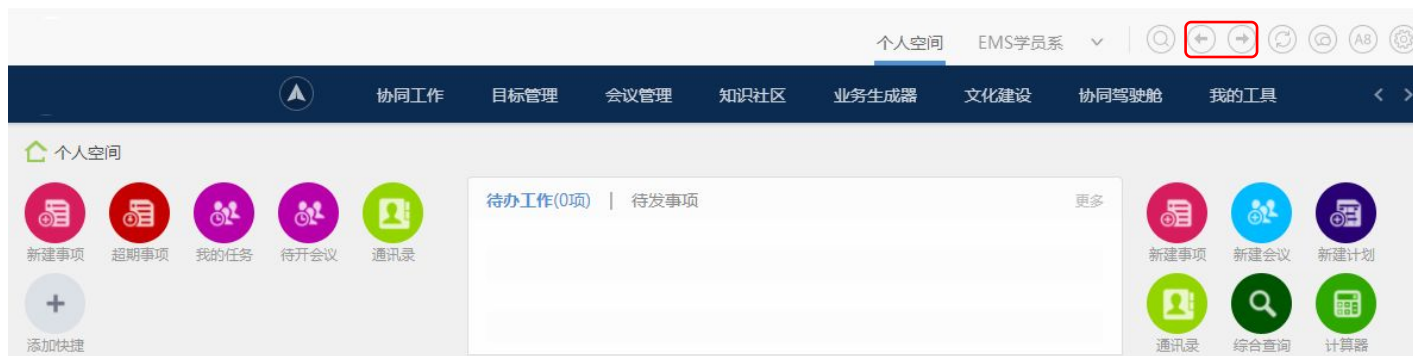 个人空间 EMS学员系 A8
协同工作 目标管理 会议管理 知识社区 业务生成器 文化建设 协同驾驶舱 我的工具
个人空间
待办工作(0项) | 待发事项 更多
新建事项 超期事项 我的任务 待开会议 通讯录
新建事项 新建会议 新建计划
添加快捷
通讯录 综合查询 计算器